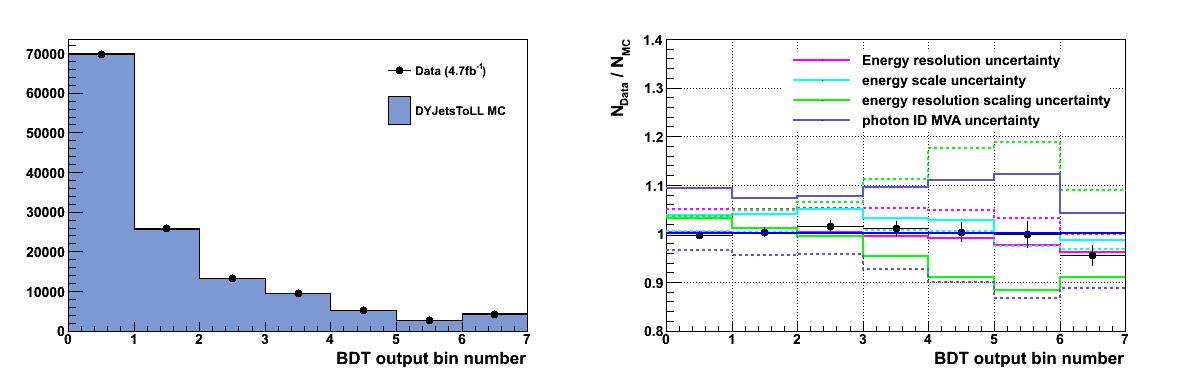 70000
60000
50000
40000
30000
20000
10000
0
0 1 2 3 4 5 6 7
BDT output bin number
Data (4.7fb⁻¹)
DYJetsToLL MC
N_Data / N_MC
1.4
1.3
1.2
1.1
1
0.9
0.8
0 1 2 3 4 5 6 7
BDT output bin number
Energy resolution uncertainty
energy scale uncertainty
energy resolution scaling uncertainty
photon ID MVA uncertainty